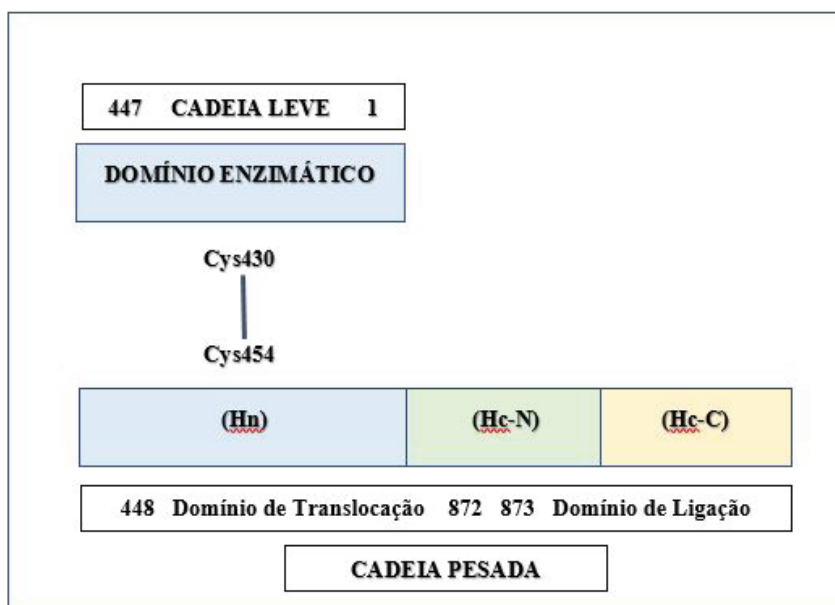 447 CADEIA LEVE 1
DOMÍNIO ENZIMÁTICO
Cys430
Cys454
(Hn) (Hc-N) (Hc-C)
448 Domínio de Translocação 872 873 Domínio de Ligação
CADEIA PESADA